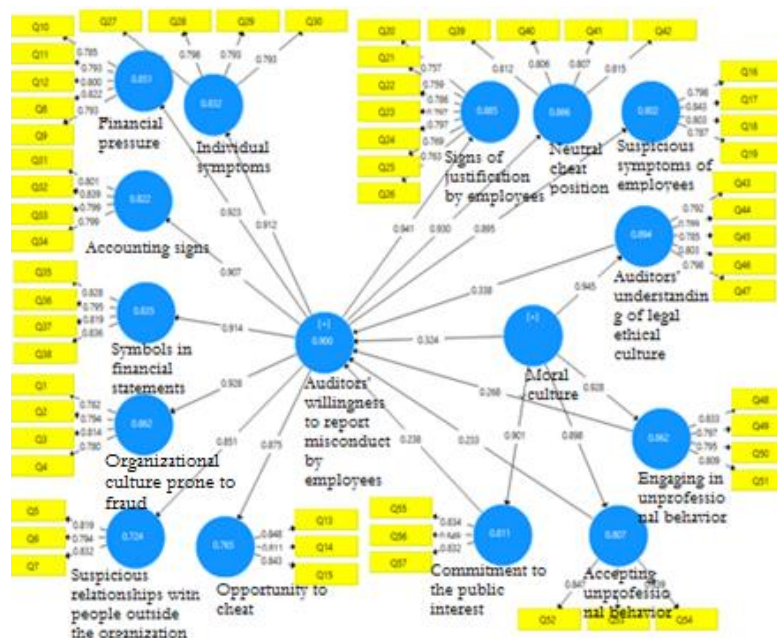 Q10
Q11
Q12
Q8
Q9
0.785
0.793
0.800
0.822
0.793
0.851
Financial
pressure
Q27
Q28
Q29
Q30
0.798
0.793
0.793
0.832
Individual
symptoms
Q20
Q21
Q22
Q23
Q24
Q25
Q26
0.757
0.759
0.786
0.797
0.769
0.763
0.885
Signs of
justification
by employees
Q39
Q40
Q41
Q42
0.812
0.806
0.807
0.815
0.866
Neutral
cheat
position
Q16
Q17
Q18
Q19
0.798
0.843
0.803
0.787
0.802
Suspicious
symptoms of
employees
Q31
Q32
Q33
Q34
0.801
0.839
0.799
0.799
0.822
Accounting signs
Q43
Q44
Q45
Q46
Q47
0.792
0.799
0.785
0.803
0.798
0.894
Auditors'
understandin
g of legal
ethical
culture
Q35
Q36
Q37
Q38
0.828
0.795
0.819
0.836
0.835
Symbols in
financial
statements
0.923
0.912
0.941
0.930
0.895
0.907
0.914
0.928
0.851
0.875
0.338
0.324
0.268
0.238
0.233
0.945
0.928
0.901
0.898
[+]
0.900
Auditors'
willingness
to report
misconduct
by
employees
[+]
Moral
culture
Q1
Q2
Q3
Q4
0.782
0.794
0.814
0.780
0.862
Organizational
culture prone to
fraud
Q48
Q49
Q50
Q51
0.833
0.787
0.795
0.809
0.862
Engaging in
unprofessio
nal behavior
Q5
Q6
Q7
0.819
0.784
0.832
0.724
Suspicious
relationships with
people outside
the organization
Q13
Q14
Q15
0.848
0.811
0.843
0.765
Opportunity to
cheat
Q55
Q56
Q57
0.834
0.832
0.811
Commitment to
the public
interest
0.807
Accepting
unprofessio
nal behavior
0.847
Q52
Q54